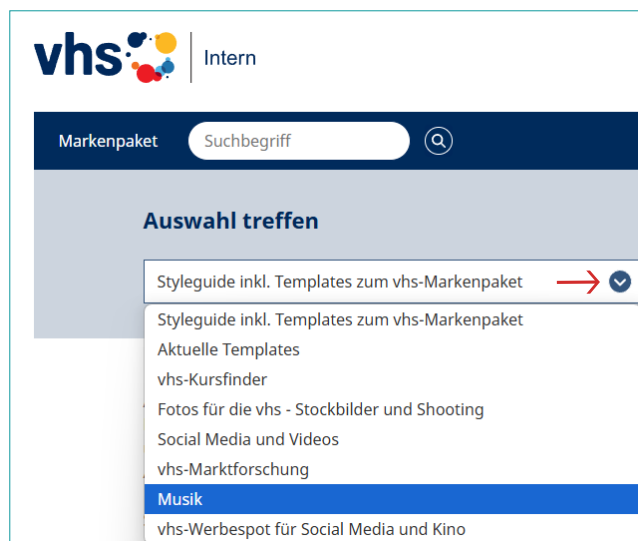 vhs Intern
Markenpaket Suchbegriff
Auswahl treffen
Styleguide inkl. Templates zum vhs-Markenpaket
Styleguide inkl. Templates zum vhs-Markenpaket
Aktuelle Templates
vhs-Kursfinder
Fotos für die vhs - Stockbilder und Shooting
Social Media und Videos
vhs-Marktforschung
Musik
vhs-Werbespot für Social Media und Kino